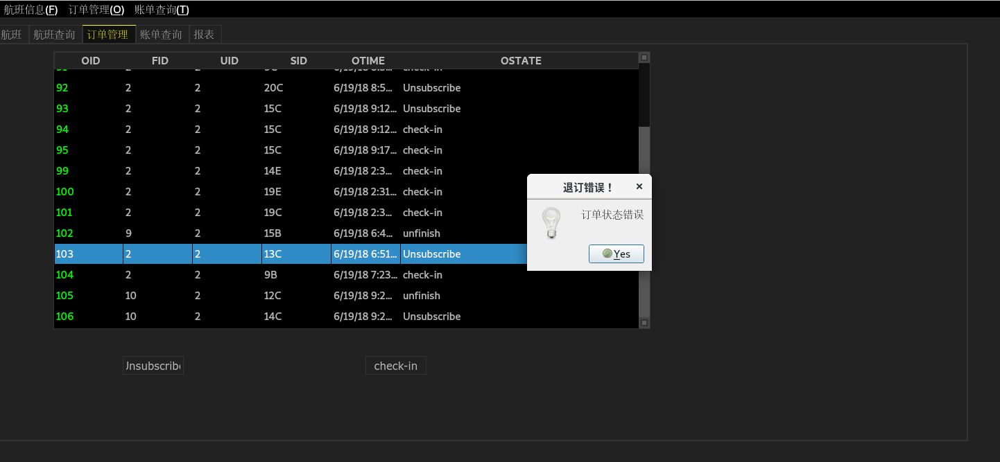 航班信息(F) 订单管理(O) 账单查询(T)
航班 航班查询 订单管理 账单查询 报表
OID FID UID SID OTIME OSTATE
91 2 2 check-in
92 2 2 20C 6/19/18 8:5... Unsubscribe
93 2 2 15C 6/19/18 9:12... Unsubscribe
94 2 2 15C 6/19/18 9:12... check-in
95 2 2 15C 6/19/18 9:17... check-in
99 2 2 14E 6/19/18 2:3... check-in
100 2 2 19E 6/19/18 2:31... check-in
101 2 2 19C 6/19/18 2:3... check-in
102 9 2 15B 6/19/18 6:4... unfinish
103 2 2 13C 6/19/18 6:51... Unsubscribe
104 2 2 9B 6/19/18 7:23... check-in
105 10 2 12C 6/19/18 9:2... unfinish
106 10 2 14C 6/19/18 9:2... Unsubscribe
退订错误！
订单状态错误
Yes
Unsubscribe check-in